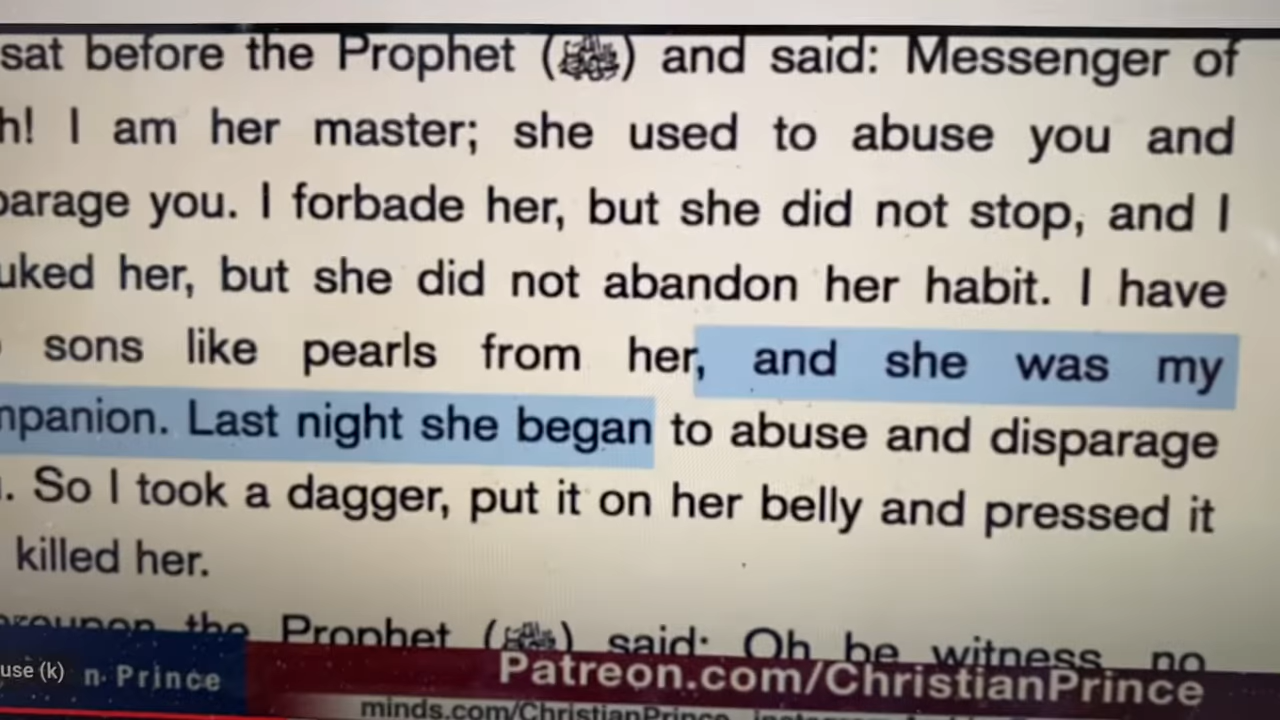 sat before the Prophet (ﷺ) and said: Messenger of
h! I am her master; she used to abuse you and
parage you. I forbade her, but she did not stop, and I
uked her, but she did not abandon her habit. I have
sons like pearls from her, and she was my
mpanion. Last night she began to abuse and disparage
. So I took a dagger, put it on her belly and pressed it
killed her.
the Prophet (ﷺ) said: Oh be witness, no
use (k) n Prince Patreon.com/ChristianPrince
minds.com/ChristianPrince